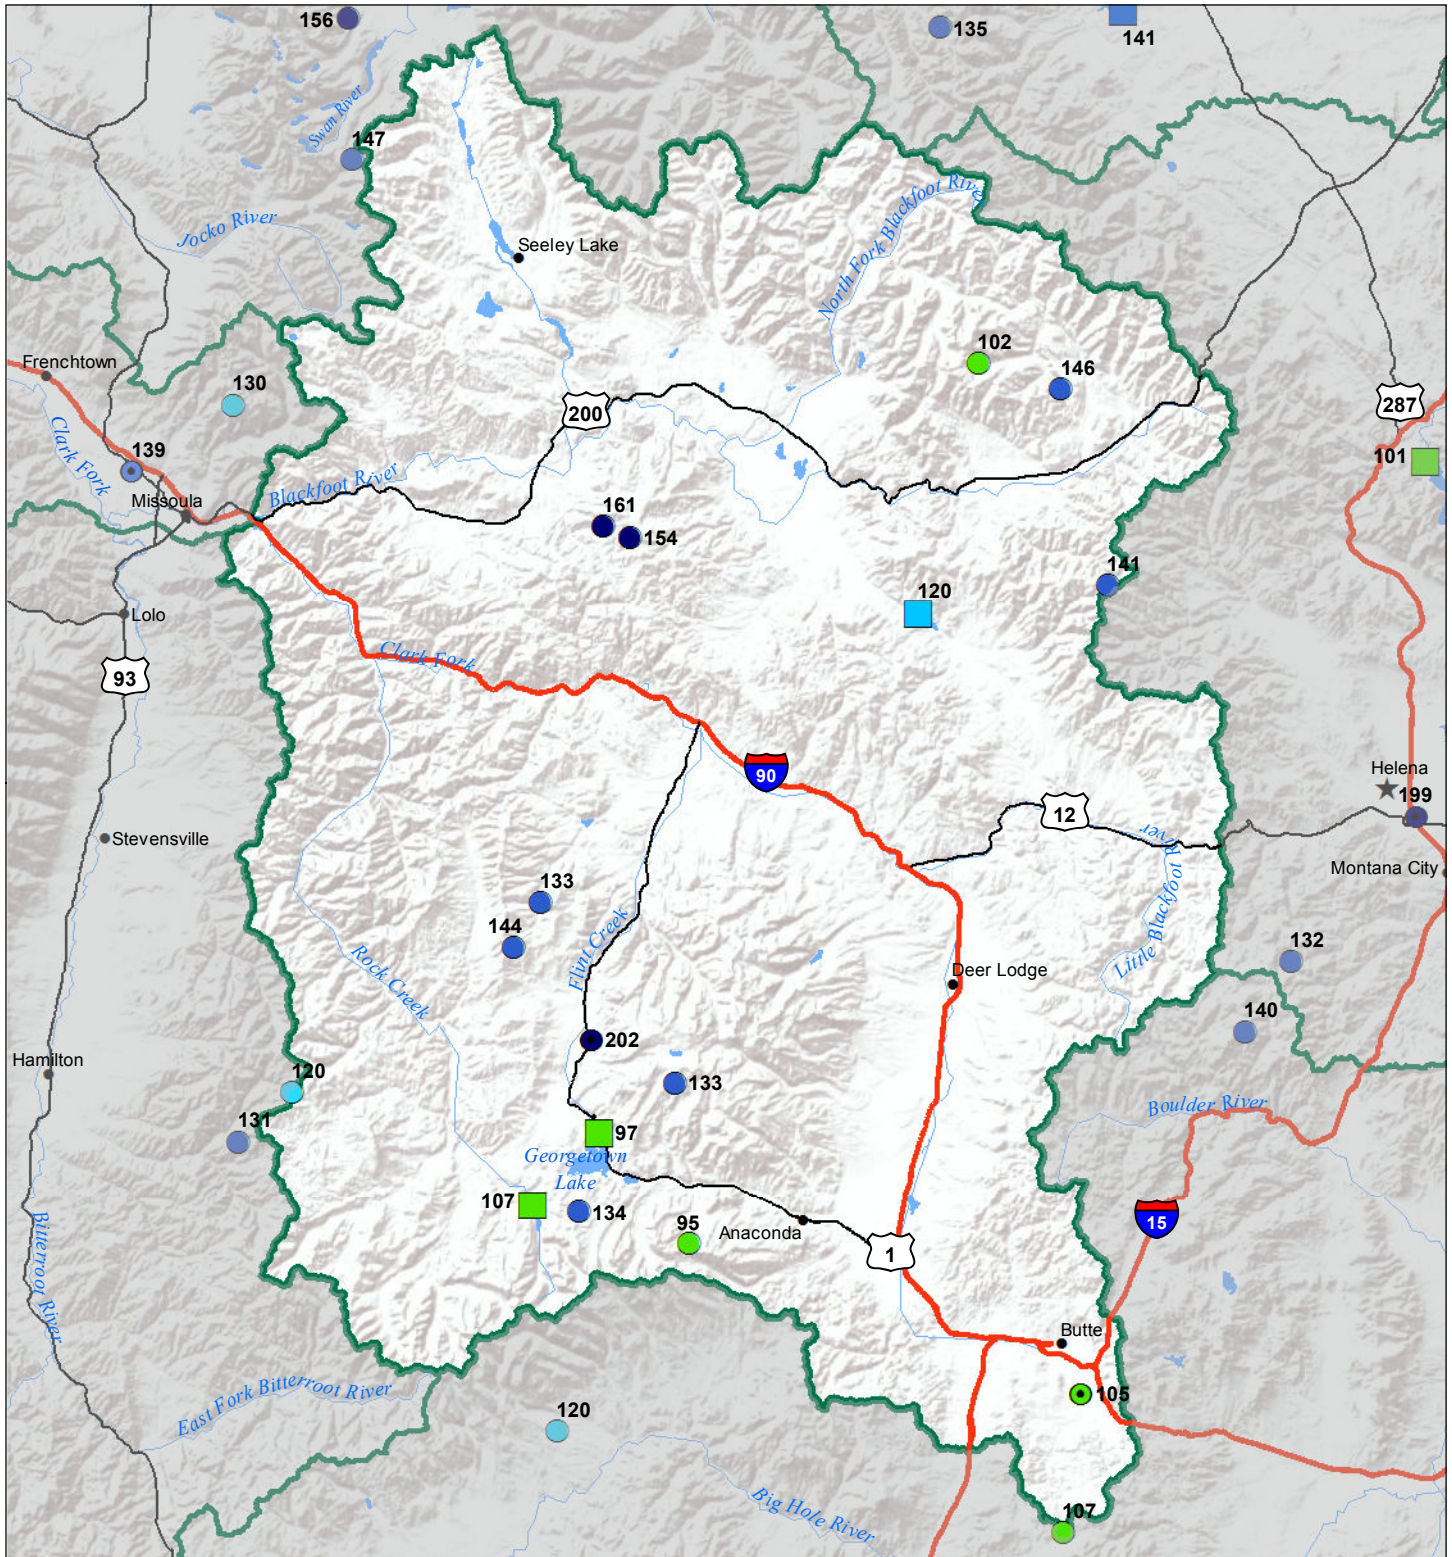 156
135
141
Swan River
147
Jocko River
North Fork Blackfoot River
Seeley Lake
102
146
Frenchtown
130
200
287
Clark Fork
139
101
Blackfoot River
Missoula
161
154
141
120
Lolo
93
Clark Fork
90
Helena
199
12
Little Blackfoot River
Stevensville
Montana City
133
144
Flint Creek
Rock Creek
132
Deer Lodge
140
202
Hamilton
133
120
131
Boulder River
97
Georgetown
Lake
107
134
95
Anaconda
15
1
Bitterroot River
Butte
East Fork Bitterroot River
105
120
Big Hole River
107